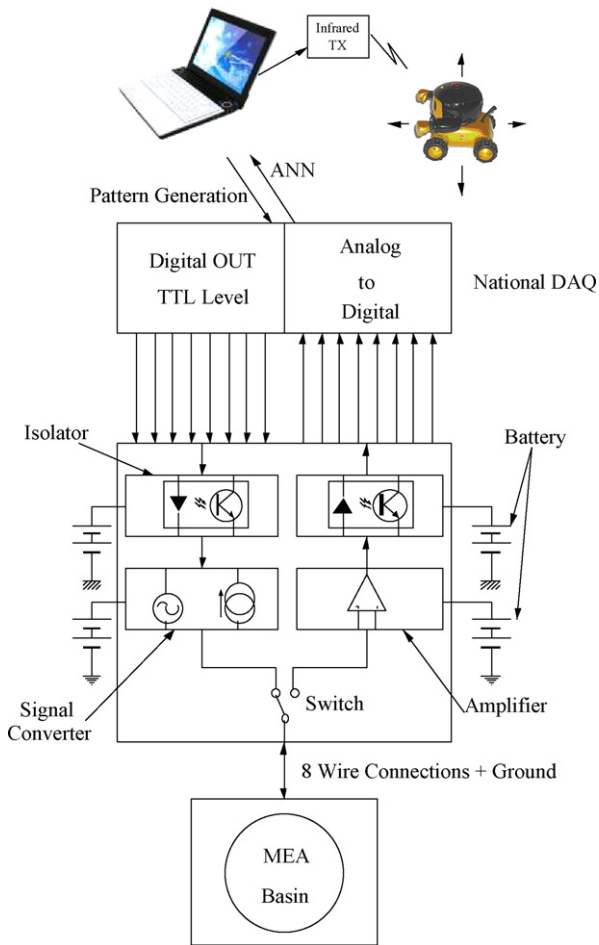 Infrared
TX
ANN
Pattern Generation
Digital OUT
TTL Level
Analog
to
Digital
National DAQ
Isolator
Battery
Switch
Signal
Converter
Amplifier
8 Wire Connections + Ground
MEA
Basin